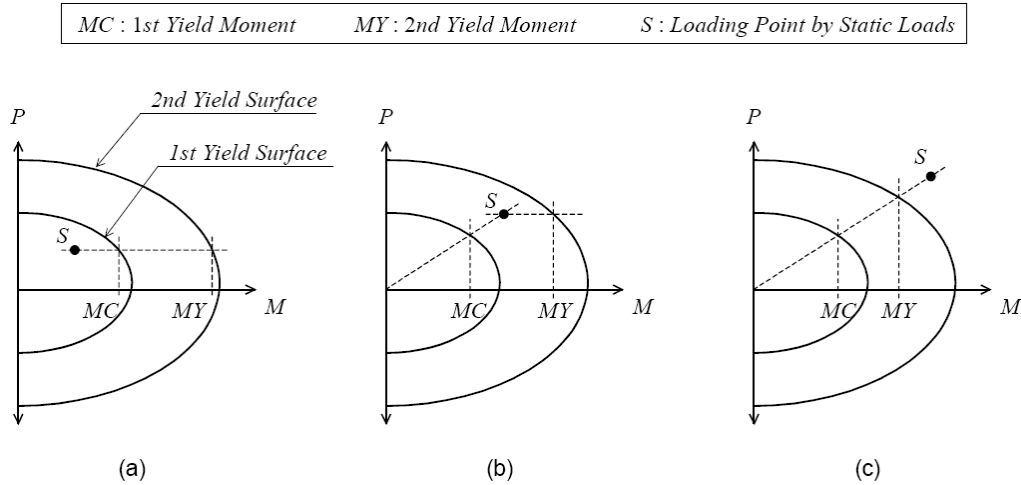 MC : 1st Yield Moment MY : 2nd Yield Moment S : Loading Point by Static Loads
2nd Yield Surface
1st Yield Surface
P
S
MC
MY
M
(a)
P
S
MC
MY
M
(b)
P
S
MC
MY
M
(c)